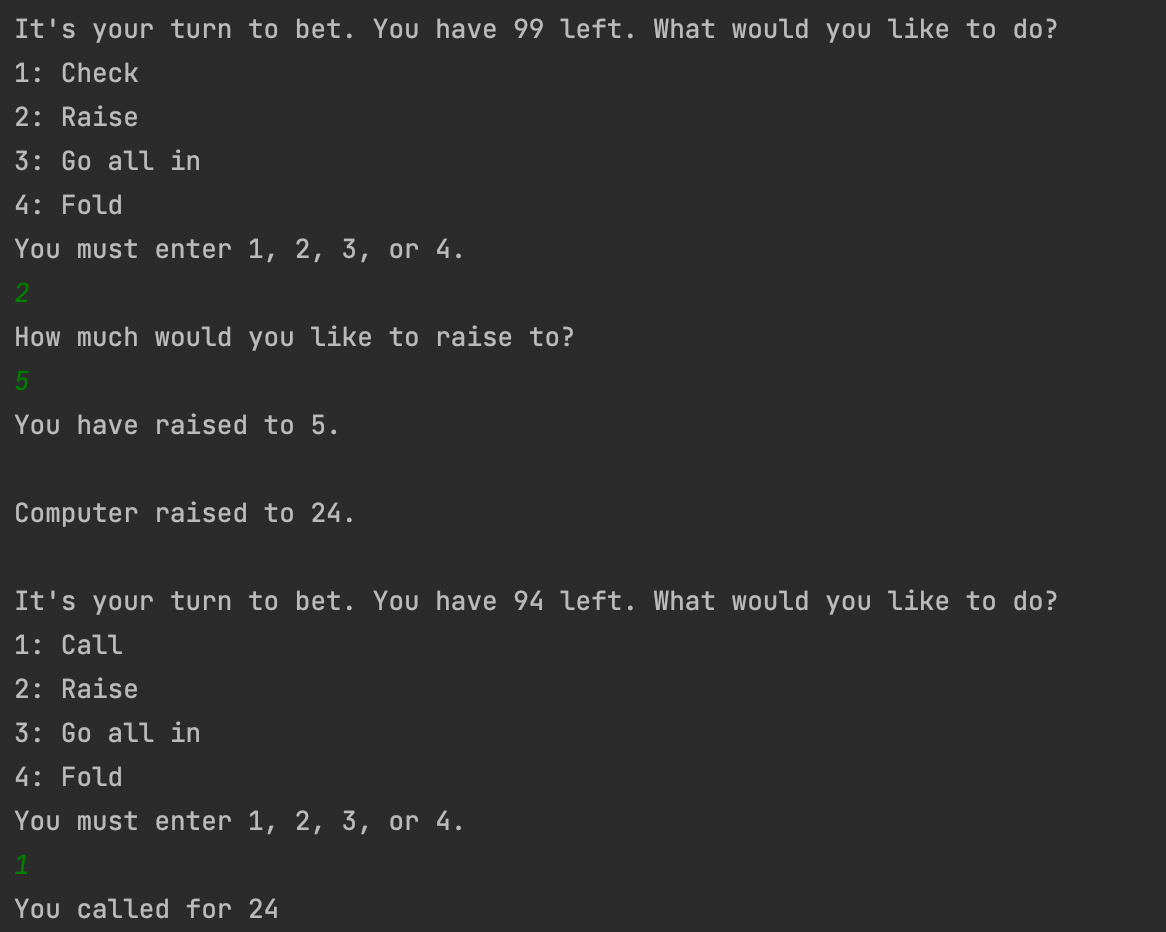 It's your turn to bet. You have 99 left. What would you like to do?
1: Check
2: Raise
3: Go all in
4: Fold
You must enter 1, 2, 3, or 4.
2
How much would you like to raise to?
5
You have raised to 5.
Computer raised to 24.
It's your turn to bet. You have 94 left. What would you like to do?
1: Call
2: Raise
3: Go all in
4: Fold
You must enter 1, 2, 3, or 4.
1
You called for 24